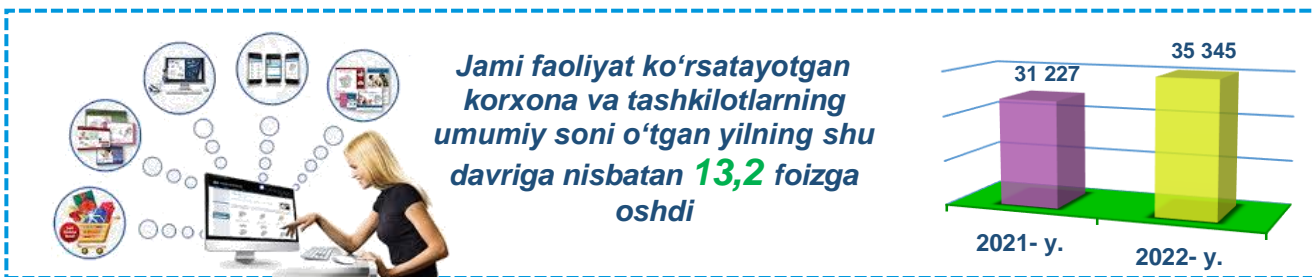 Jami faoliyat ko‘rsatayotgan
korxona va tashkilotlarning
umumiy soni o‘tgan yilning shu
davriga nisbatan 13,2 foizga
oshdi
31 227
35 345
2021- y.
2022- y.